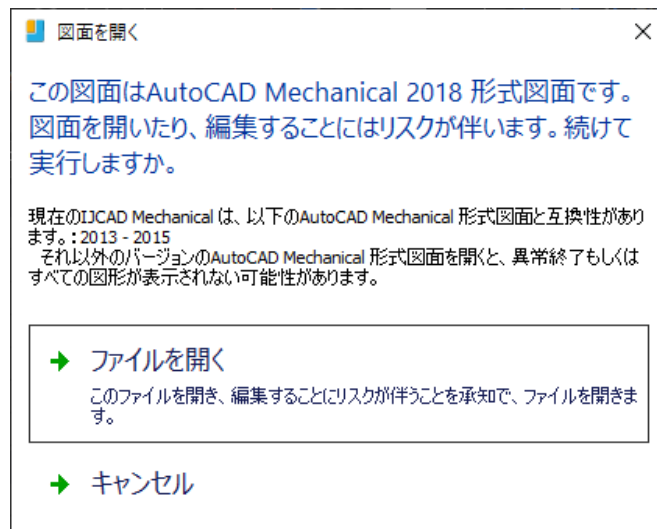 図面を開く
この図面はAutoCAD Mechanical 2018 形式図面です。
図面を開いたり、編集することにはリスクが伴います。続けて
実行しますか。
現在のIJCAD Mechanical は、以下のAutoCAD Mechanical 形式図面と互換性があり
ます。: 2013 - 2015
それ以外のバージョンのAutoCAD Mechanical 形式図面を開くと、異常終了もしくは
すべての図形が表示されない可能性があります。
ファイルを開く
このファイルを開き、編集することにリスクが伴うことを承知で、ファイルを開きま
す。
キャンセル